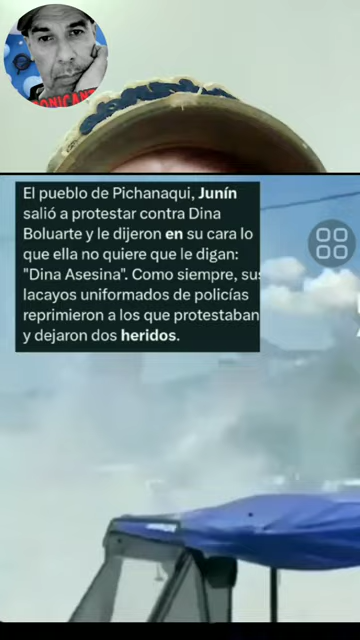 El pueblo de Pichanaqui, Junín
salió a protestar contra Dina
Boluarte y le dijeron en su cara lo
que ella no quiere que le digan:
"Dina Asesina". Como siempre, sus
lacayos uniformados de policías
reprimieron a los que protestaban
y dejaron dos heridos.